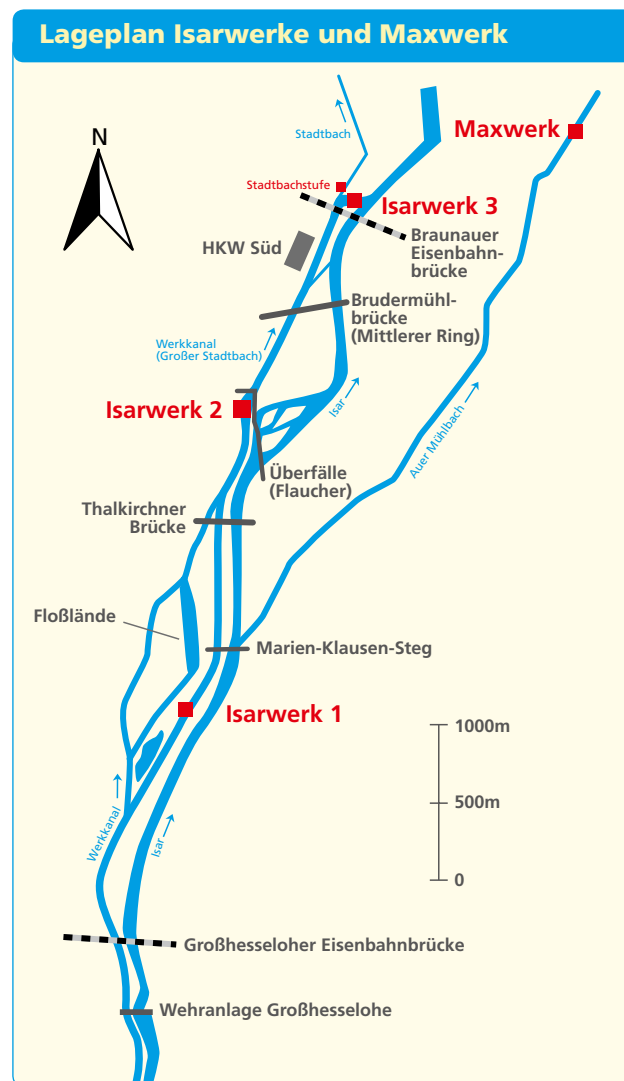 Lageplan Isarwerke und Maxwerk
N
Stadtbach
Maxwerk
Stadtbachstufe
Isarwerk 3
HKW Süd
Braunauer
Eisenbahn-
brücke
Brudermühl-
brücke
(Mittlerer Ring)
Werkkanal
(Großer Stadtbach)
Isarwerk 2
Isar
Auer Mühlbach
Überfälle
(Flaucher)
Thalkirchner
Brücke
Floßlände
Marien-Klausen-Steg
Isarwerk 1
1000m
500m
0
Werkkanal
Isar
Großhesseloher Eisenbahnbrücke
Wehranlage Großhesselohe